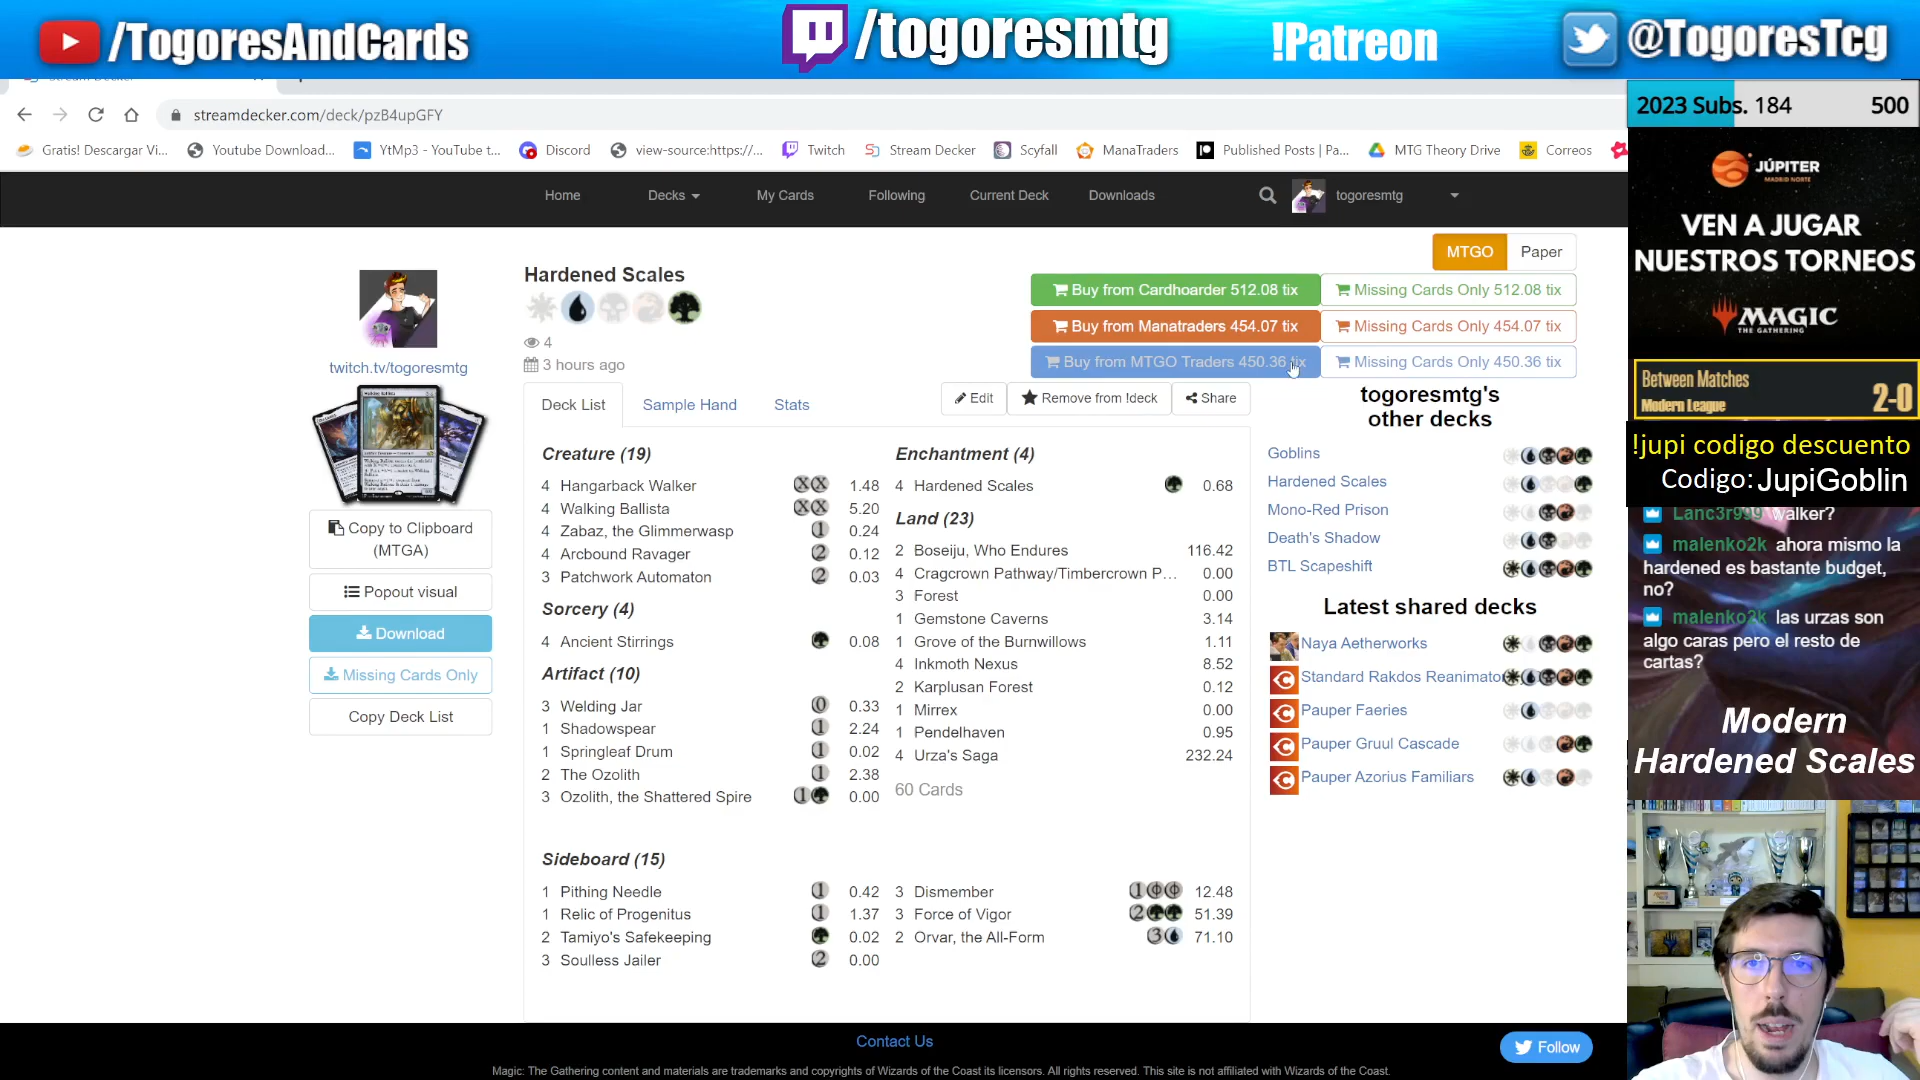 /TogoresAndCards
/togoresmtg
!Patreon
@TogoresTcg
streamdecker.com/deck/pzB4upGFY
Gratis! Descargar Vi...
Youtube Download...
YtMp3 - YouTube t...
Discord
view-source:https://...
Twitch
Stream Decker
Scyfall
ManaTraders
Published Posts | Pa...
MTG Theory Drive
Correos
Home
Decks
My Cards
Following
Current Deck
Downloads
togoresmtg
MTGO
Paper
Hardened Scales
4
3 hours ago
Buy from Cardhoarder 512.08 tix
Missing Cards Only 512.08 tix
Buy from Manatraders 454.07 tix
Missing Cards Only 454.07 tix
Buy from MTGO Traders 450.36 tix
Missing Cards Only 450.36 tix
twitch.tv/togoresmtg
Copy to Clipboard
(MTGA)
Popout visual
Download
Missing Cards Only
Copy Deck List
Deck List
Sample Hand
Stats
Edit
Remove from !deck
Share
Creature (19)
4 Hangarback Walker XX 1.48
4 Walking Ballista XX 5.20
4 Zabaz, the Glimmerwasp 1 0.24
4 Arcbound Ravager 2 0.12
3 Patchwork Automaton 2 0.03
Sorcery (4)
4 Ancient Stirrings 0.08
Artifact (10)
3 Welding Jar 0 0.33
1 Shadowspear 1 2.24
1 Springleaf Drum 1 0.02
2 The Ozolith 1 2.38
3 Ozolith, the Shattered Spire 1 0.00
Enchantment (4)
4 Hardened Scales 0.68
Land (23)
2 Boseiju, Who Endures 116.42
4 Cragcrown Pathway/Timbercrown P... 0.00
3 Forest 0.00
1 Gemstone Caverns 3.14
1 Grove of the Burnwillows 1.11
4 Inkmoth Nexus 8.52
2 Karplusan Forest 0.12
1 Mirrex 0.00
1 Pendelhaven 0.95
4 Urza's Saga 232.24
60 Cards
Sideboard (15)
1 Pithing Needle 1 0.42
1 Relic of Progenitus 1 1.37
2 Tamiyo's Safekeeping 0.02
3 Soulless Jailer 2 0.00
3 Dismember 1 12.48
3 Force of Vigor 2 51.39
2 Orvar, the All-Form 3 71.10
togoresmtg's
other decks
Goblins
Hardened Scales
Mono-Red Prison
Death's Shadow
BTL Scapeshift
Latest shared decks
Naya Aetherworks
Standard Rakdos Reanimato
Pauper Faeries
Pauper Gruul Cascade
Pauper Azorius Familiars
Contact Us
Follow
Magic: The Gathering content and materials are trademarks and copyrights of Wizards of the Coast its licensors. All rights reserved. This site is not affiliated with Wizards of the Coast.
2023 Subs. 184 500
JÚPITER
MADRID NORTE
VEN A JUGAR
NUESTROS TORNEOS
MAGIC
THE GATHERING
Between Matches
Modern League
2-0
!jupi codigo descuento
Codigo: JupiGoblin
Lanc3r999 walker?
malenko2k ahora mismo la
hardened es bastante budget,
no?
malenko2k las urzas son
algo caras pero el resto de
cartas?
Modern
Hardened Scales